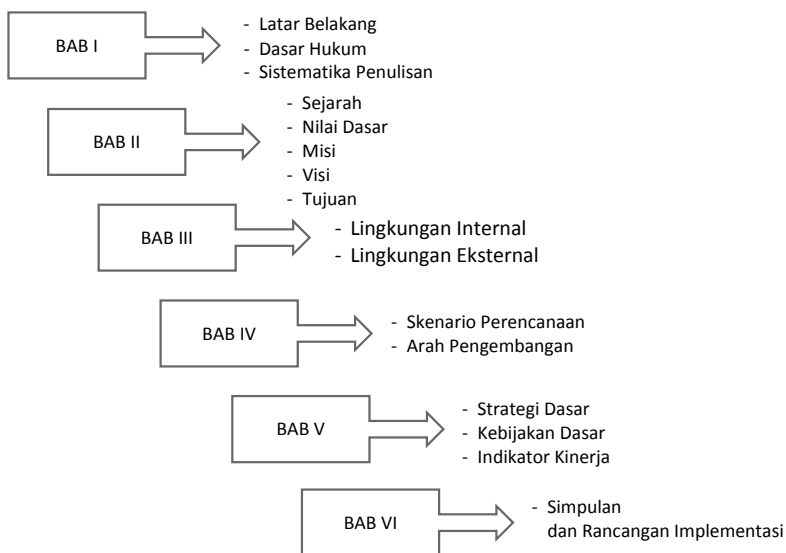 BAB I
- Latar Belakang
- Dasar Hukum
- Sistematika Penulisan
BAB II
- Sejarah
- Nilai Dasar
- Misi
- Visi
- Tujuan
BAB III
- Lingkungan Internal
- Lingkungan Eksternal
BAB IV
- Skenario Perencanaan
- Arah Pengembangan
BAB V
- Strategi Dasar
- Kebijakan Dasar
- Indikator Kinerja
BAB VI
- Simpulan
dan Rancangan Implementasi